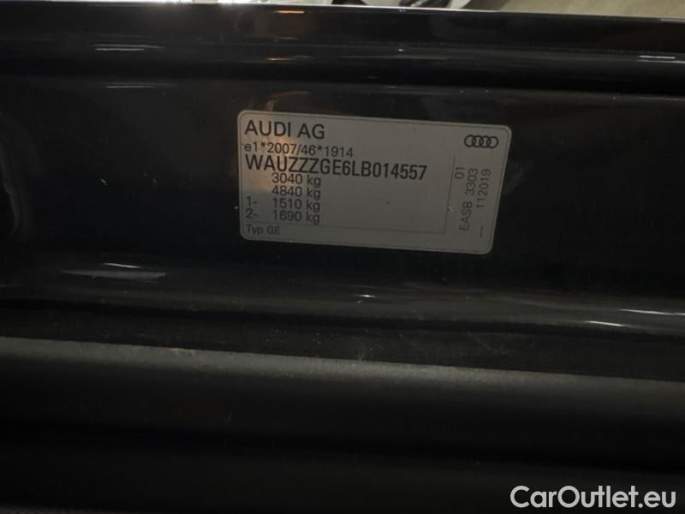 AUDI AG
e1*2007/46*1914
WAUZZZGE6LB014557
3040 kg
4840 kg
1- 1510 kg
2- 1690 kg
Typ GE
EASB 3303 01
— 112019
CarOutlet.eu